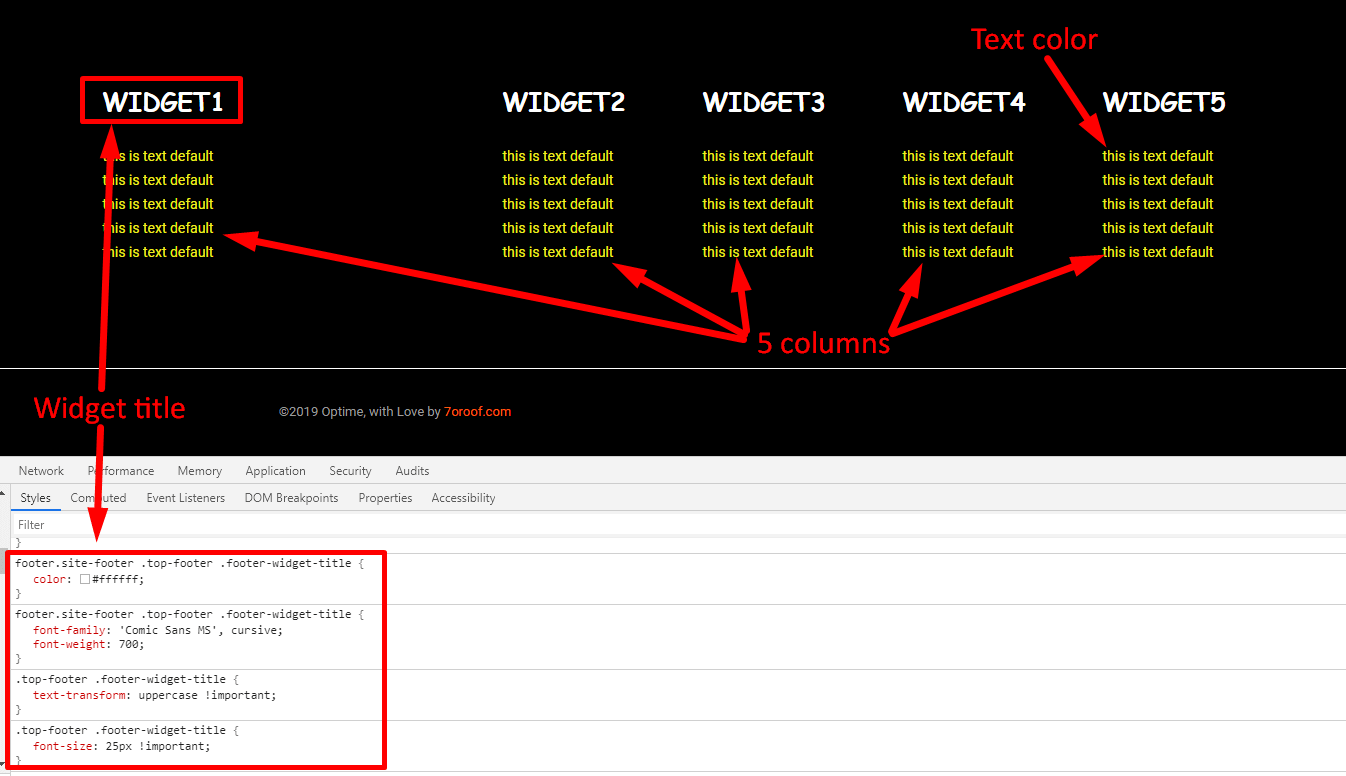 Text color
WIDGET1 WIDGET2 WIDGET3 WIDGET4 WIDGET5
this is text default this is text default this is text default this is text default this is text default
this is text default this is text default this is text default this is text default this is text default
this is text default this is text default this is text default this is text default this is text default
this is text default this is text default this is text default this is text default this is text default
this is text default this is text default this is text default this is text default this is text default
5 columns
Widget title
©2019 Optime, with Love by 7oroof.com
Network Performance Memory Application Security Audits
Styles Computed Event Listeners DOM Breakpoints Properties Accessibility
Filter
}
footer.site-footer .top-footer .footer-widget-title {
color: #ffffff;
}
footer.site-footer .top-footer .footer-widget-title {
font-family: 'Comic Sans MS', cursive;
font-weight: 700;
}
.top-footer .footer-widget-title {
text-transform: uppercase !important;
}
.top-footer .footer-widget-title {
font-size: 25px !important;
}